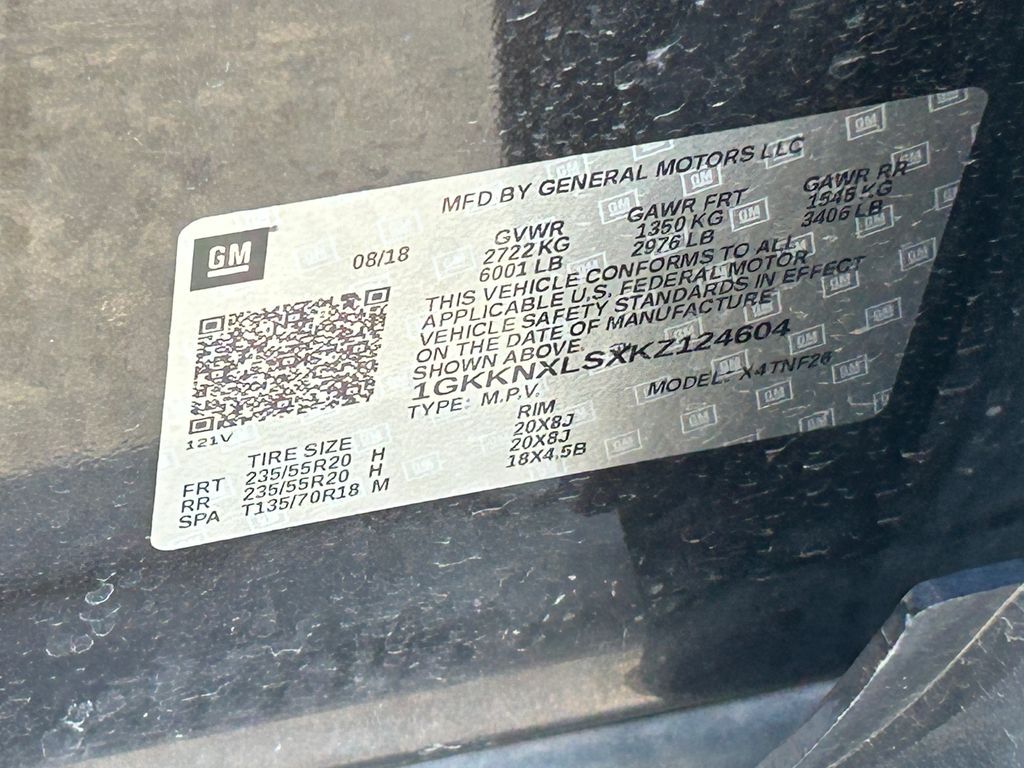 MFD BY GENERAL MOTORS LLC
GM
08/18
GVWR GAWR FRT GAWR RR
2722 KG 1350 KG 1548 KG
6001 LB 2976 LB 3406 LB
THIS VEHICLE CONFORMS TO ALL
APPLICABLE U.S. FEDERAL MOTOR
VEHICLE SAFETY STANDARDS IN EFFECT
ON THE DATE OF MANUFACTURE
SHOWN ABOVE.
1GKKNXLSXKZ124604
TYPE: M.P.V. MODEL: X4TNF26
121V
TIRE SIZE RIM
FRT 235/55R20 H 20X8J
RR 235/55R20 H 20X8J
SPA T135/70R18 M 18X4.5B